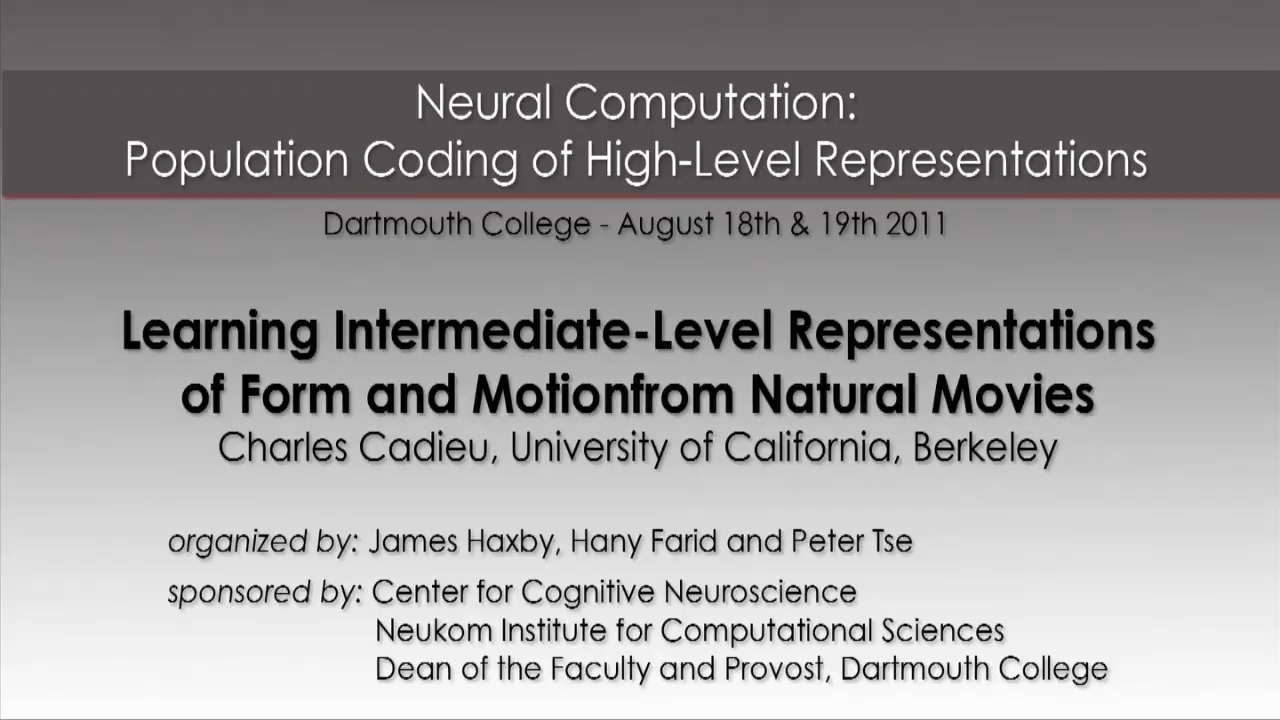 Neural Computation:
Population Coding of High-Level Representations
Dartmouth College - August 18th & 19th 2011
Learning Intermediate-Level Representations
of Form and Motionfrom Natural Movies
Charles Cadieu, University of California, Berkeley
organized by: James Haxby, Hany Farid and Peter Tse
sponsored by: Center for Cognitive Neuroscience
Neukom Institute for Computational Sciences
Dean of the Faculty and Provost, Dartmouth College